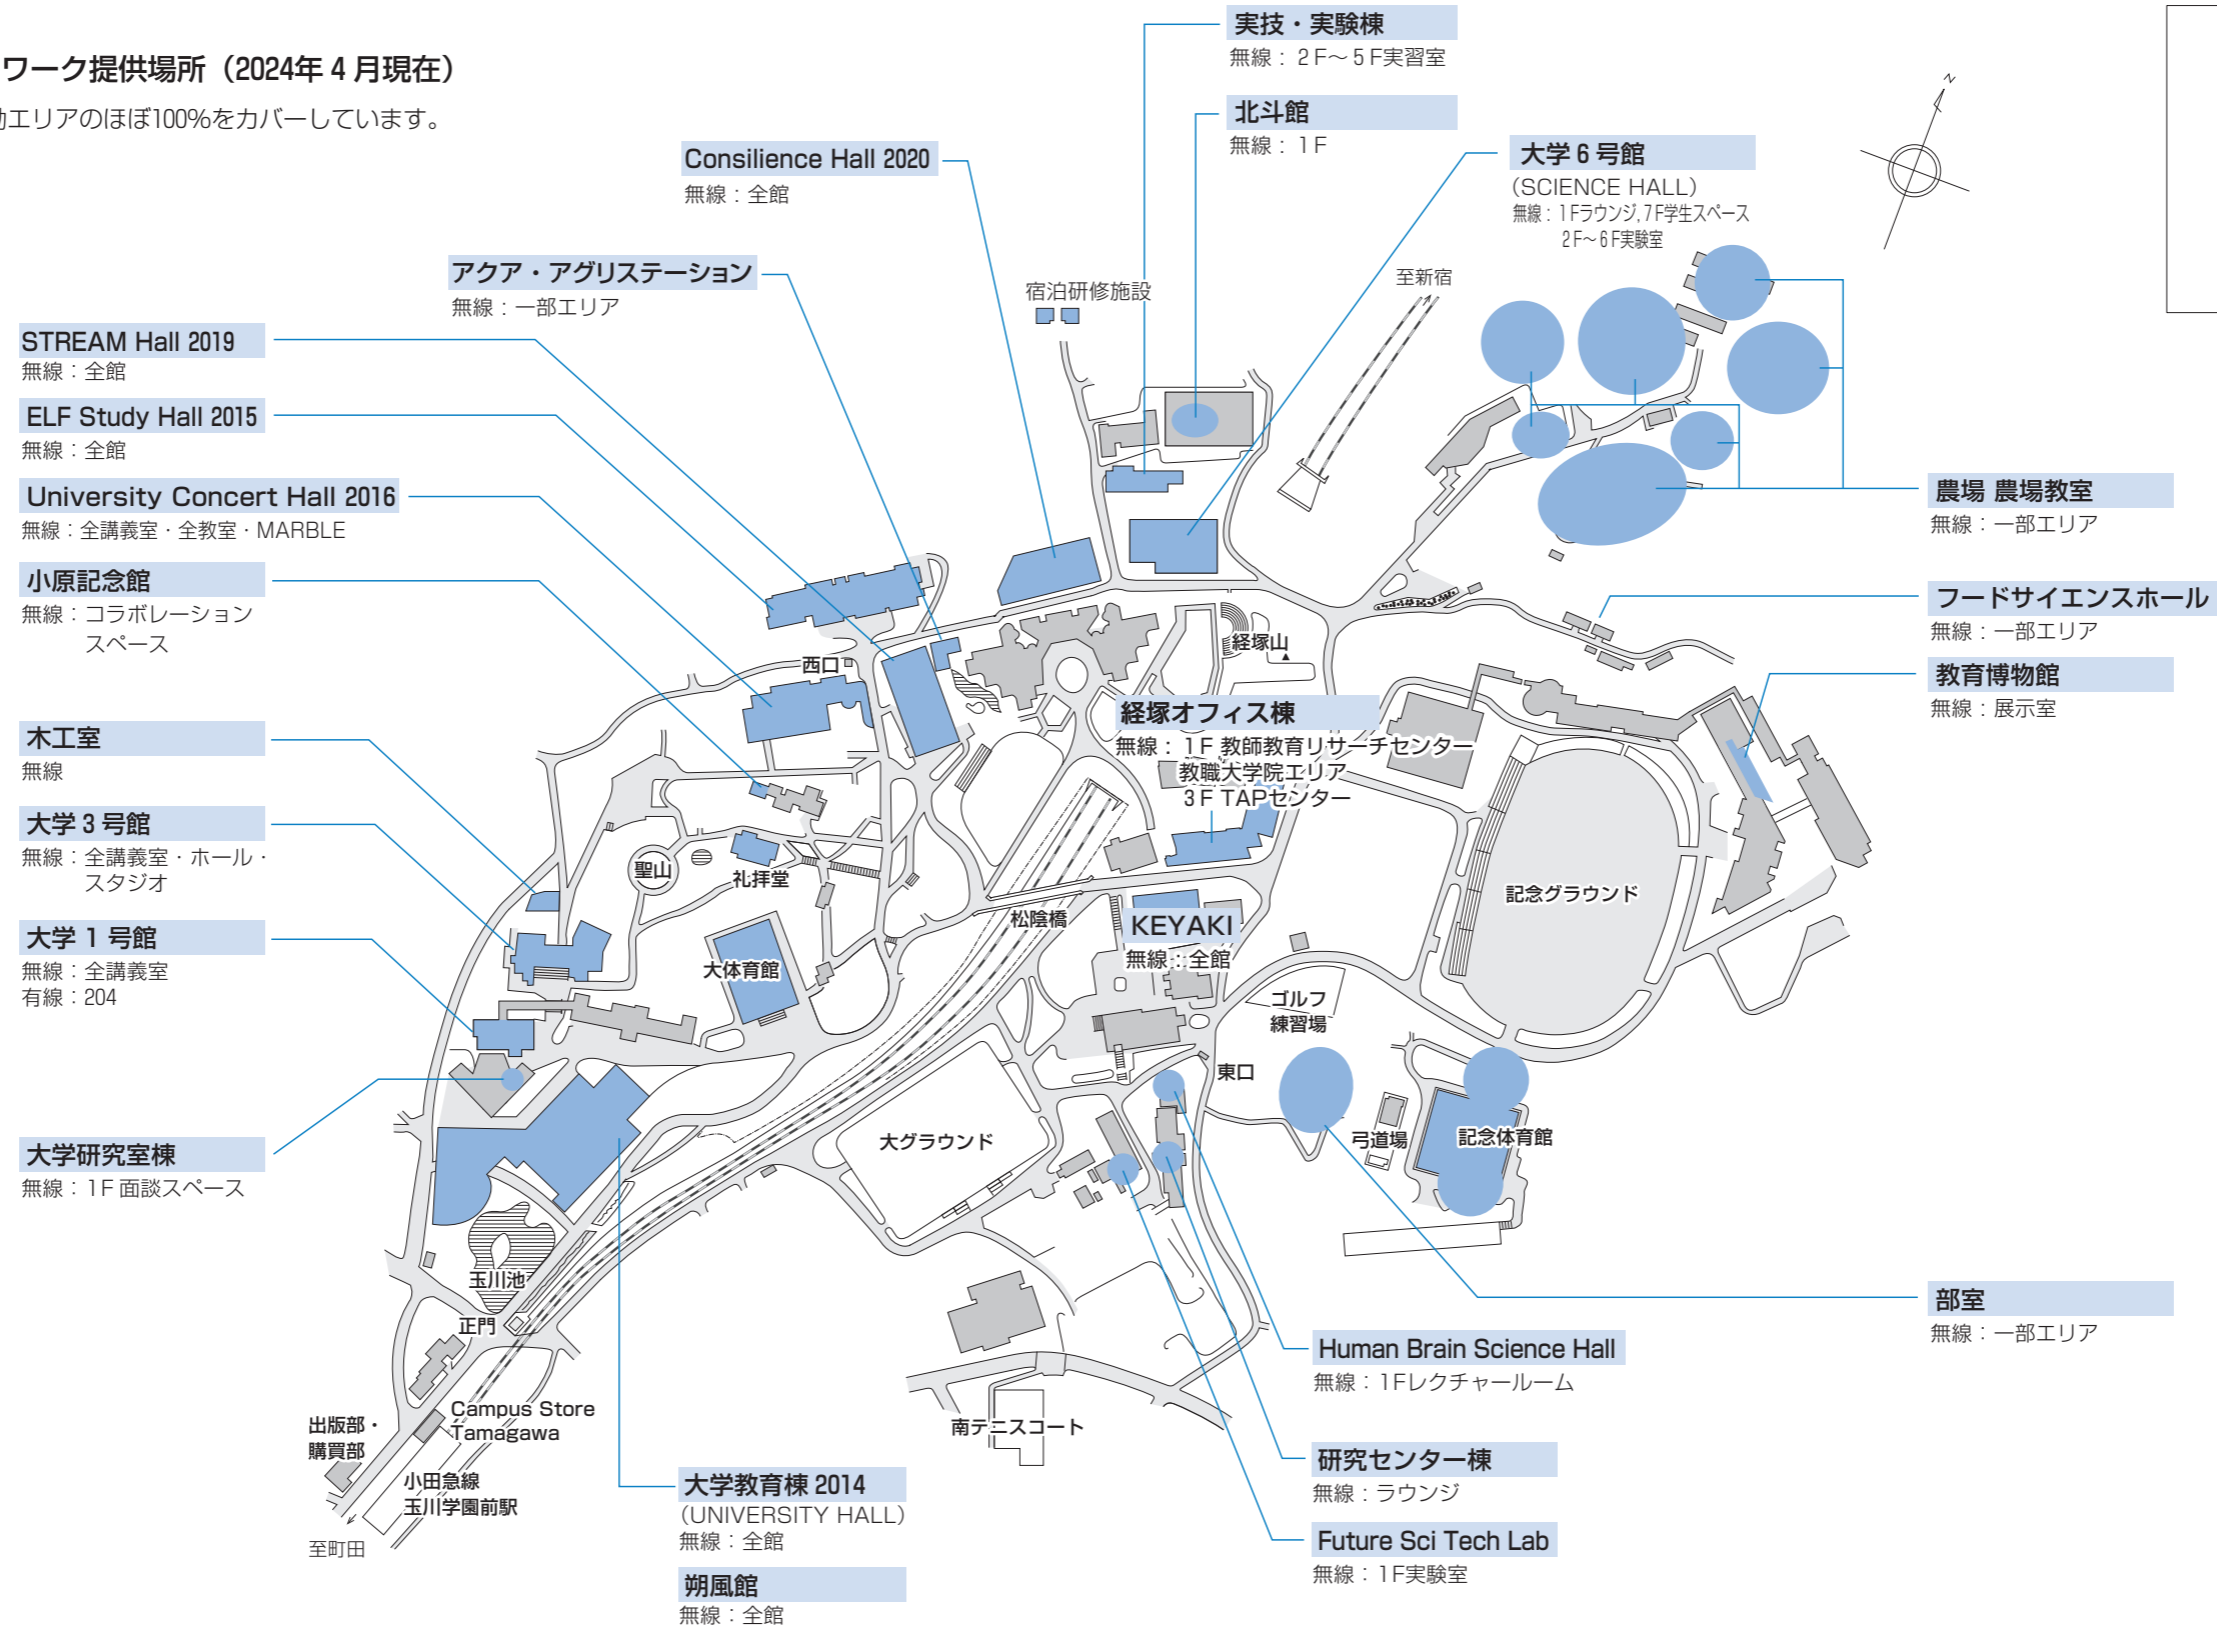 ワーク提供場所（2024年４月現在）
エリアのほぼ100%をカバーしています。
実技・実験棟
無線：２F～５F実習室
北斗館
無線：１F
大学６号館
（SCIENCE HALL）
無線：１Fラウンジ,７F学生スペース
２F～６F実験室
Consilience Hall 2020
無線：全館
アクア・アグリステーション
無線：一部エリア
STREAM Hall 2019
無線：全館
ELF Study Hall 2015
無線：全館
University Concert Hall 2016
無線：全講義室・全教室・MARBLE
小原記念館
無線：コラボレーション
スペース
木工室
無線
大学３号館
無線：全講義室・ホール・
スタジオ
大学１号館
無線：全講義室
有線：204
大学研究室棟
無線：１F 面談スペース
N
宿泊研修施設
至新宿
農場 農場教室
無線：一部エリア
フードサイエンスホール
無線：一部エリア
教育博物館
無線：展示室
西口
経塚山
経塚オフィス棟
無線：１F 教師教育リサーチセンター
教職大学院エリア
３F TAPセンター
聖山
礼拝堂
松陰橋
KEYAKI
無線：全館
記念グラウンド
大体育館
ゴルフ
練習場
東口
大グラウンド
弓道場
記念体育館
玉川池
正門
部室
無線：一部エリア
Human Brain Science Hall
無線：１Fレクチャールーム
研究センター棟
無線：ラウンジ
Future Sci Tech Lab
無線：１F実験室
南テニスコート
Campus Store
Tamagawa
出版部・
購買部
小田急線
玉川学園前駅
至町田
大学教育棟 2014
（UNIVERSITY HALL）
無線：全館
朔風館
無線：全館